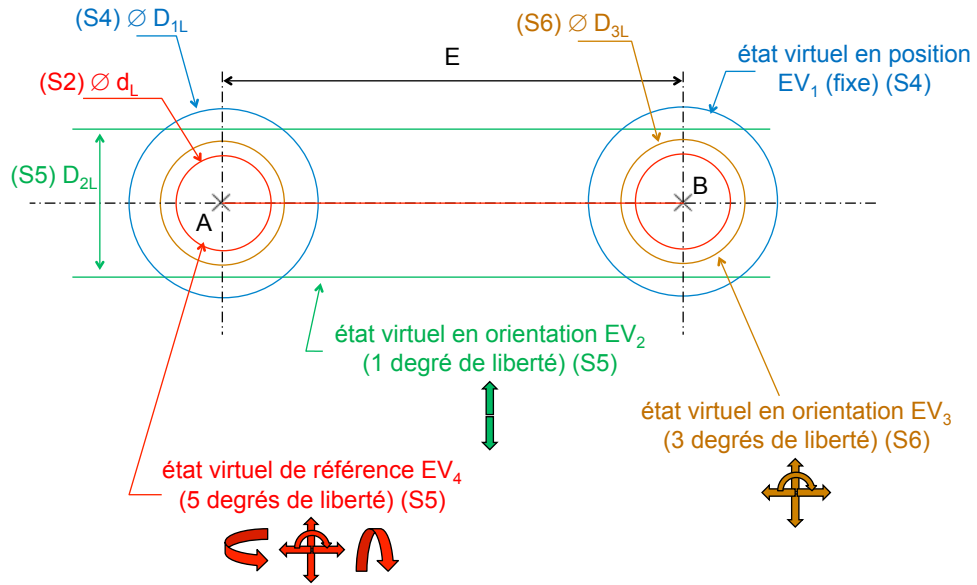 (S4) ∅ D1L
(S6) ∅ D3L
E
état virtuel en position
EV1 (fixe) (S4)
(S2) ∅ dL
(S5) D2L
A
B
état virtuel en orientation EV2
(1 degré de liberté) (S5)
état virtuel en orientation EV3
(3 degrés de liberté) (S6)
état virtuel de référence EV4
(5 degrés de liberté) (S5)